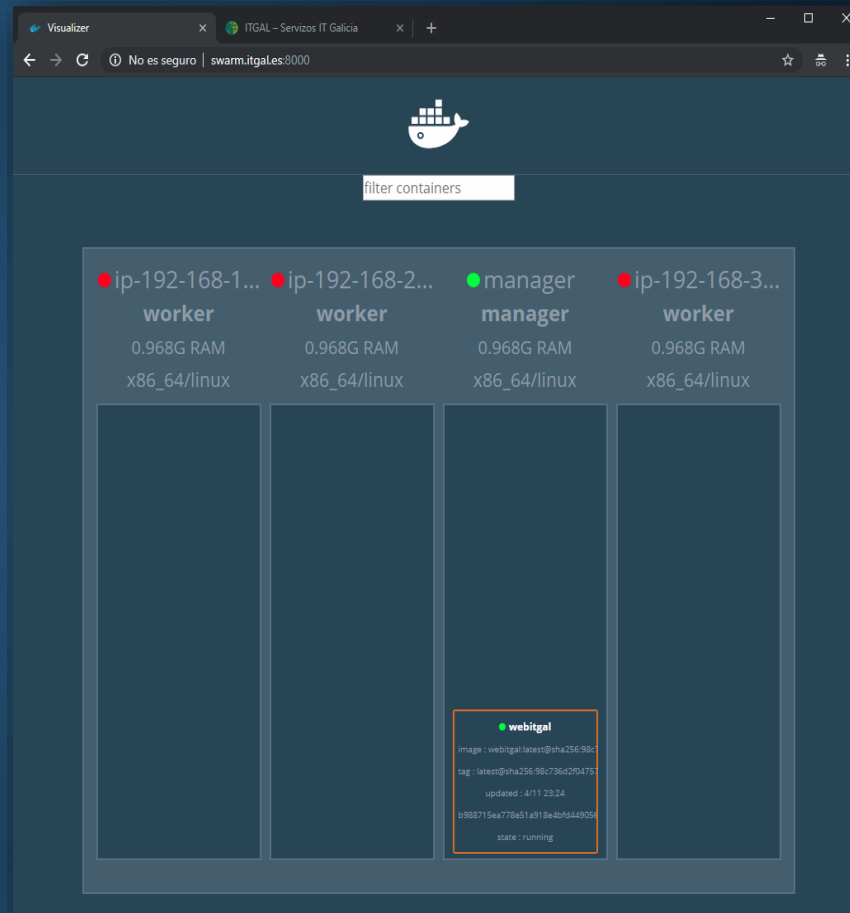 Visualizer
ITGAL – Servizos IT Galicia
No es seguro | swarm.itgal.es:8000
filter containers
ip-192-168-1...
worker
0.968G RAM
x86_64/linux
ip-192-168-2...
worker
0.968G RAM
x86_64/linux
manager
manager
0.968G RAM
x86_64/linux
webitgal
image : webitgal:latest@sha256:98c7
tag : latest@sha256:98c736d2f04757
updated : 4/11 23:24
b988715ea778e51a918e4bfd449056
state : running
ip-192-168-3...
worker
0.968G RAM
x86_64/linux